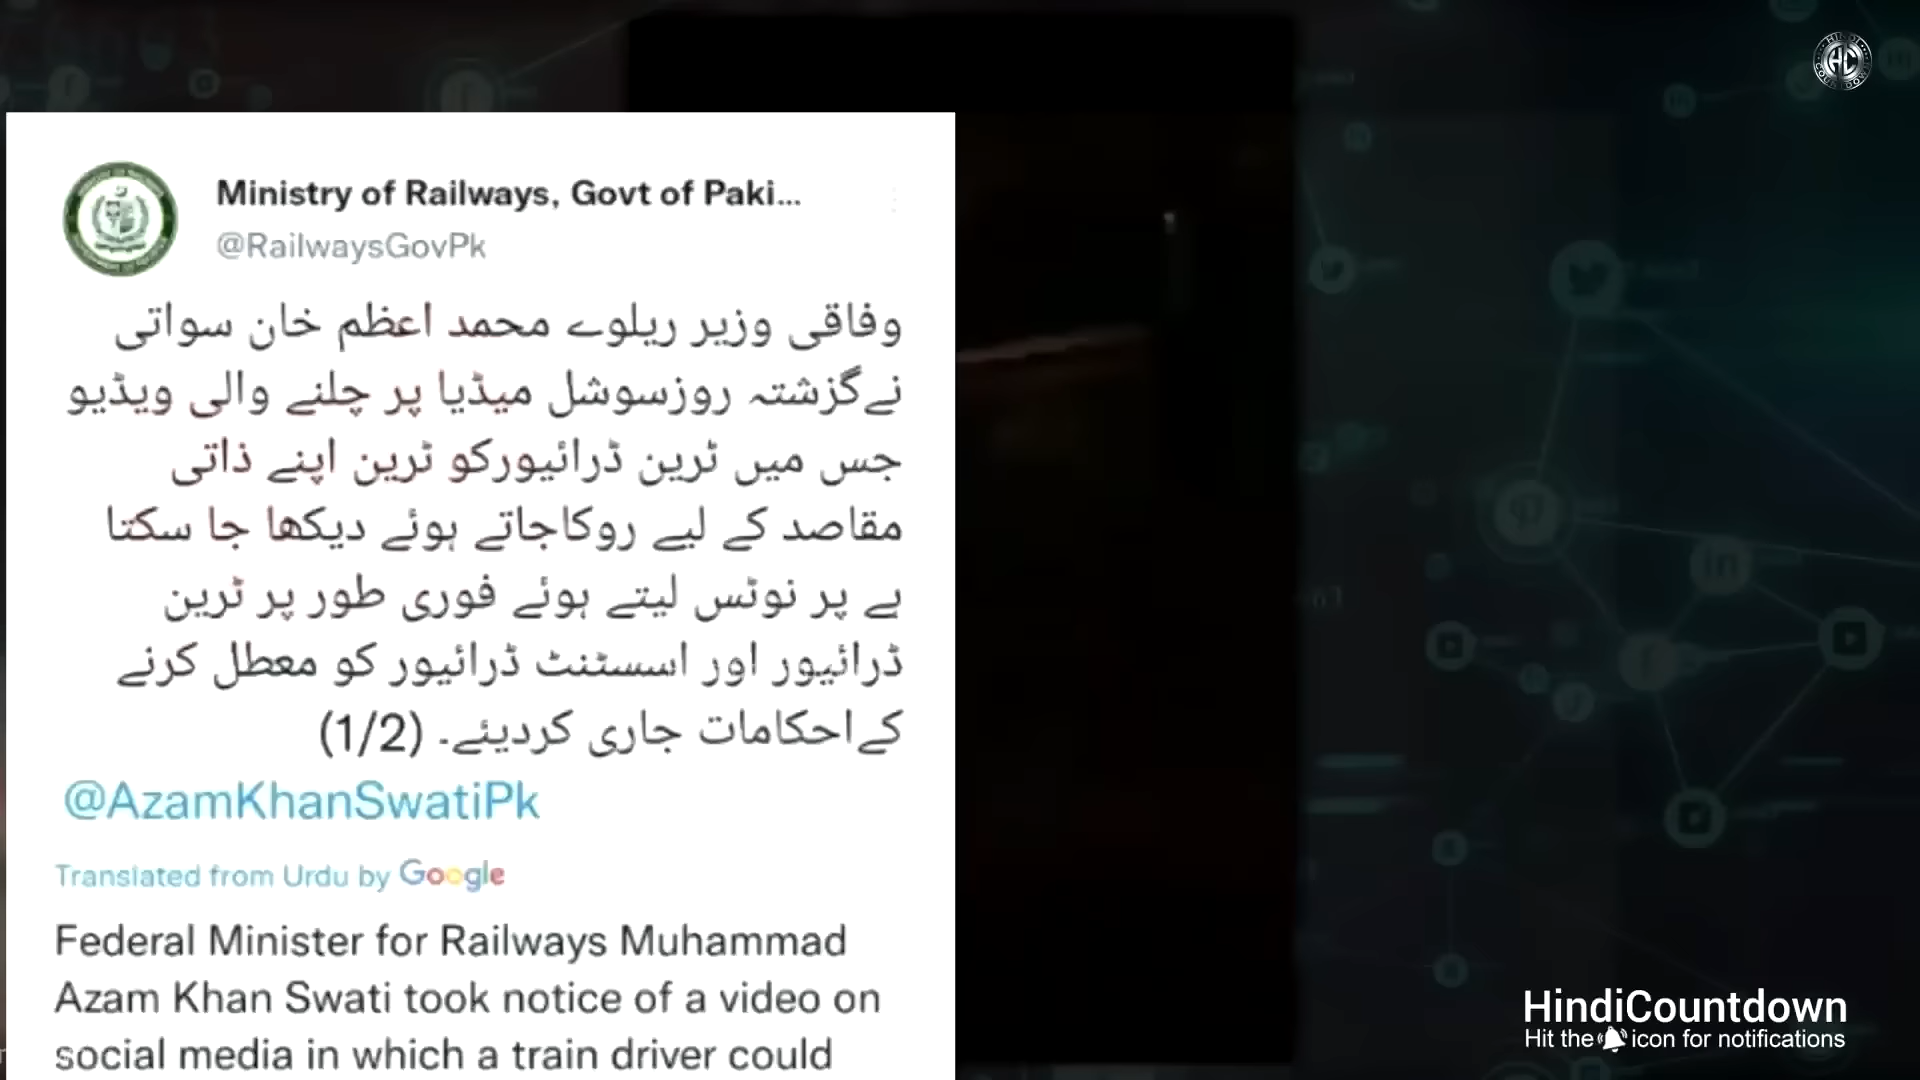 Ministry of Railways, Govt of Paki...
@RailwaysGovPk
وفاقی وزیر ریلوے محمد اعظم خان سواتی
نےگزشتہ روزسوشل میڈیا پر چلنے والی ویڈیو
جس میں ٹرین ڈرائیورکو ٹرین اپنے ذاتی
مقاصد کے لیے روکاجاتے ہوئے دیکھا جا سکتا
ہے پر نوٹس لیتے ہوئے فوری طور پر ٹرین
ڈرائیور اور اسسٹنٹ ڈرائیور کو معطل کرنے
کےاحکامات جاری کردیئے۔ (1/2)
@AzamKhanSwatiPk
Translated from Urdu by Google
Federal Minister for Railways Muhammad
Azam Khan Swati took notice of a video on
social media in which a train driver could
HindiCountdown
Hit the icon for notifications